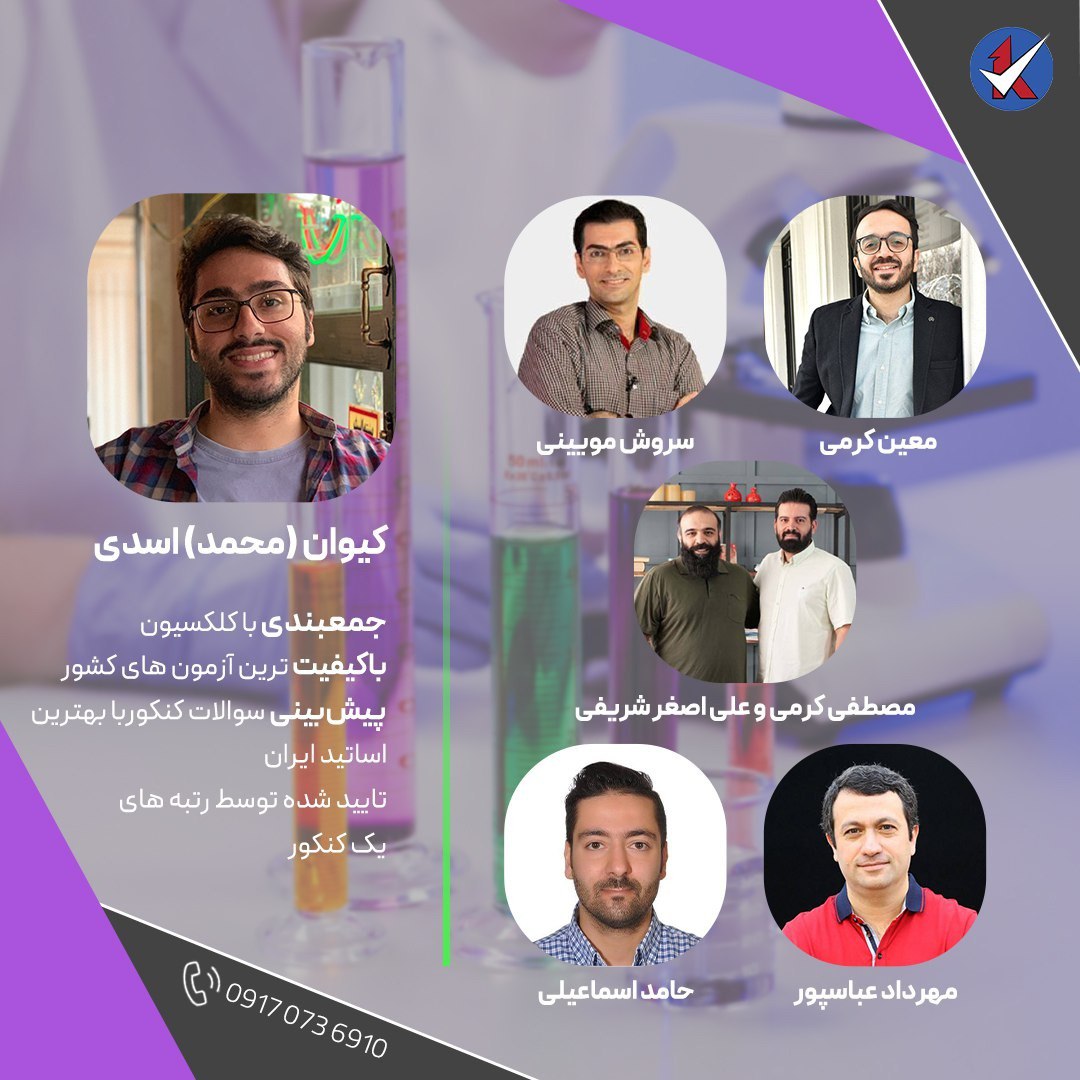 کیوان (محمد) اسدی
جمعبندی با کلکسیون
باکیفیت ترین آزمون های کشور
پیش‌بینی سوالات کنکوربا بهترین
اساتید ایران
تایید شده توسط رتبه های
یک کنکور
سروش مویینی
معین کرمی
مصطفی کرمی و علی اصغر شریفی
حامد اسماعیلی
مهرداد عباسپور
0917 073 6910